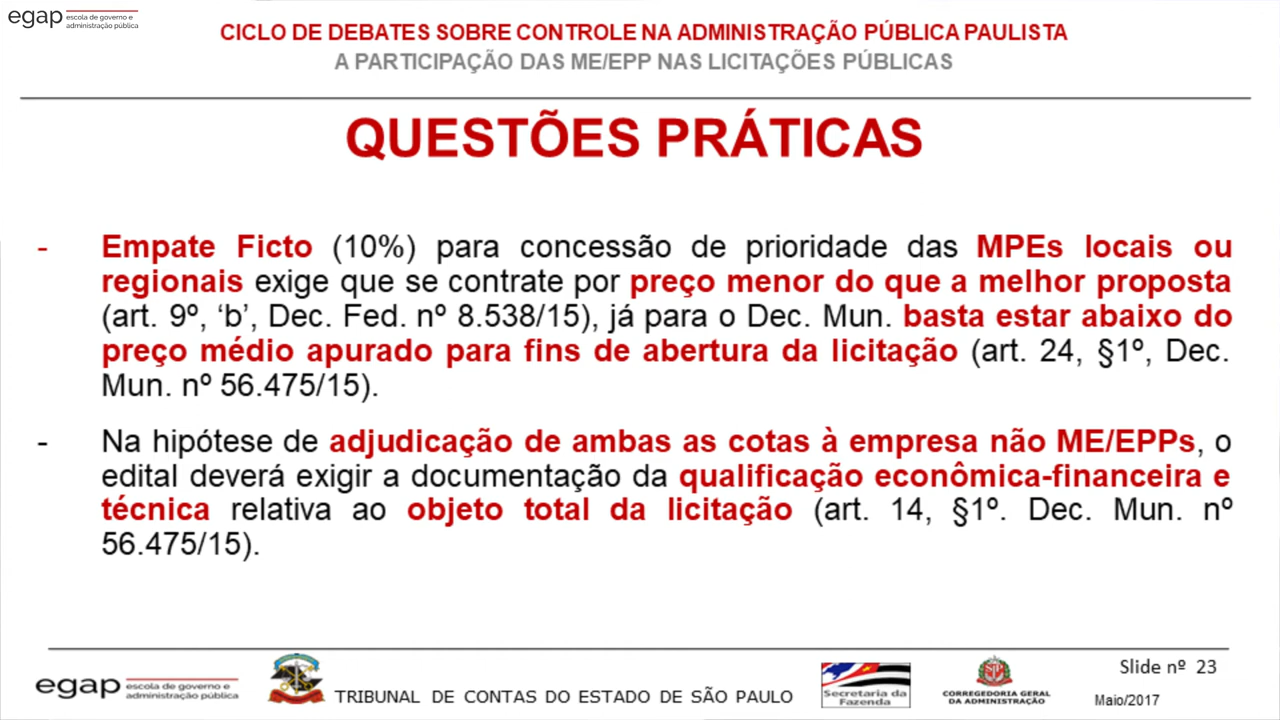 egap escola de governo e
administração pública
CICLO DE DEBATES SOBRE CONTROLE NA ADMINISTRAÇÃO PÚBLICA PAULISTA
A PARTICIPAÇÃO DAS ME/EPP NAS LICITAÇÕES PÚBLICAS
QUESTÕES PRÁTICAS
- Empate Ficto (10%) para concessão de prioridade das MPEs locais ou
regionais exige que se contrate por preço menor do que a melhor proposta
(art. 9º, ‘b’, Dec. Fed. nº 8.538/15), já para o Dec. Mun. basta estar abaixo do
preço médio apurado para fins de abertura da licitação (art. 24, §1º, Dec.
Mun. nº 56.475/15).
- Na hipótese de adjudicação de ambas as cotas à empresa não ME/EPPs, o
edital deverá exigir a documentação da qualificação econômica-financeira e
técnica relativa ao objeto total da licitação (art. 14, §1º. Dec. Mun. nº
56.475/15).
egap escola de governo e
administração pública
TRIBUNAL DE CONTAS DO ESTADO DE SÃO PAULO
Secretaria da
Fazenda
CORREGEDORIA GERAL
DA ADMINISTRAÇÃO
Slide nº 23
Maio/2017